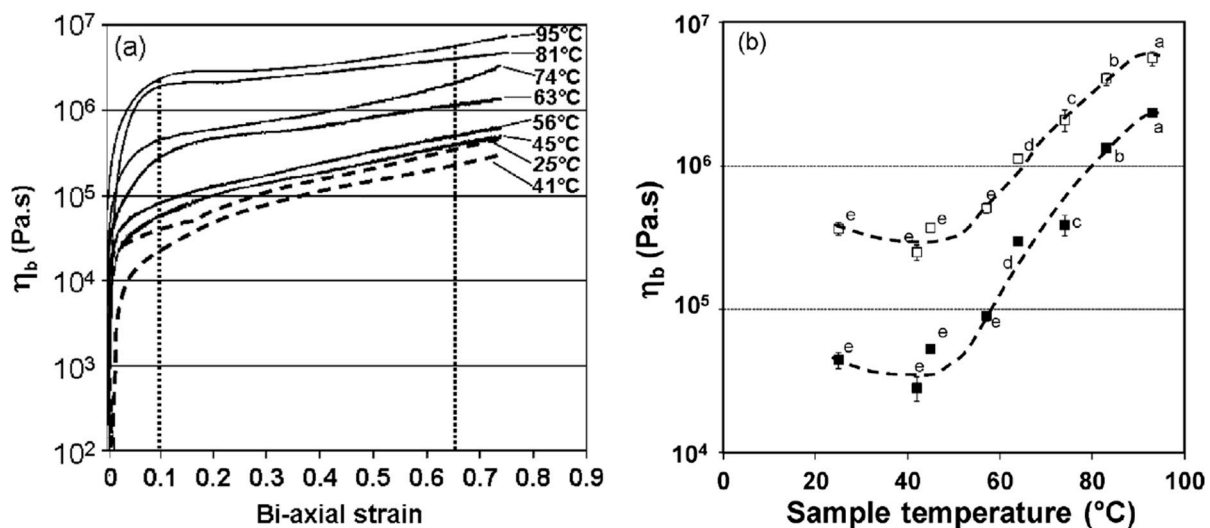 (a)
10⁷
10⁶
10⁵
10⁴
10³
10²
η_b (Pa.s)
0 0.1 0.2 0.3 0.4 0.5 0.6 0.7 0.8 0.9
Bi-axial strain
95°C
81°C
74°C
63°C
56°C
45°C
25°C
41°C
(b)
10⁷
10⁶
10⁵
10⁴
η_b (Pa.s)
0 20 40 60 80 100
Sample temperature (°C)
e
e
e
e
d
c
b
a
e
e
e
e
d
c
b
a